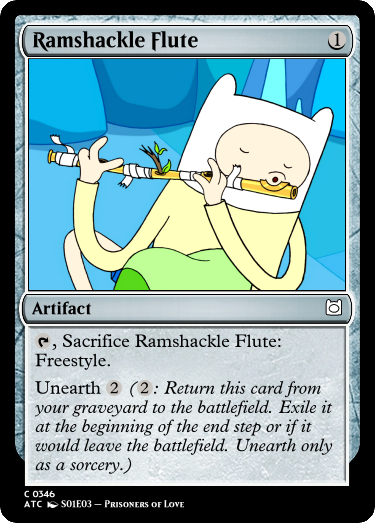 Ramshackle Flute 1
Artifact
, Sacrifice Ramshackle Flute:
Freestyle.
Unearth 2 (2: Return this card from
your graveyard to the battlefield. Exile it
at the beginning of the end step or if it
would leave the battlefield. Unearth only
as a sorcery.)
C 0346
ATC S01E03 – Prisoners of Love